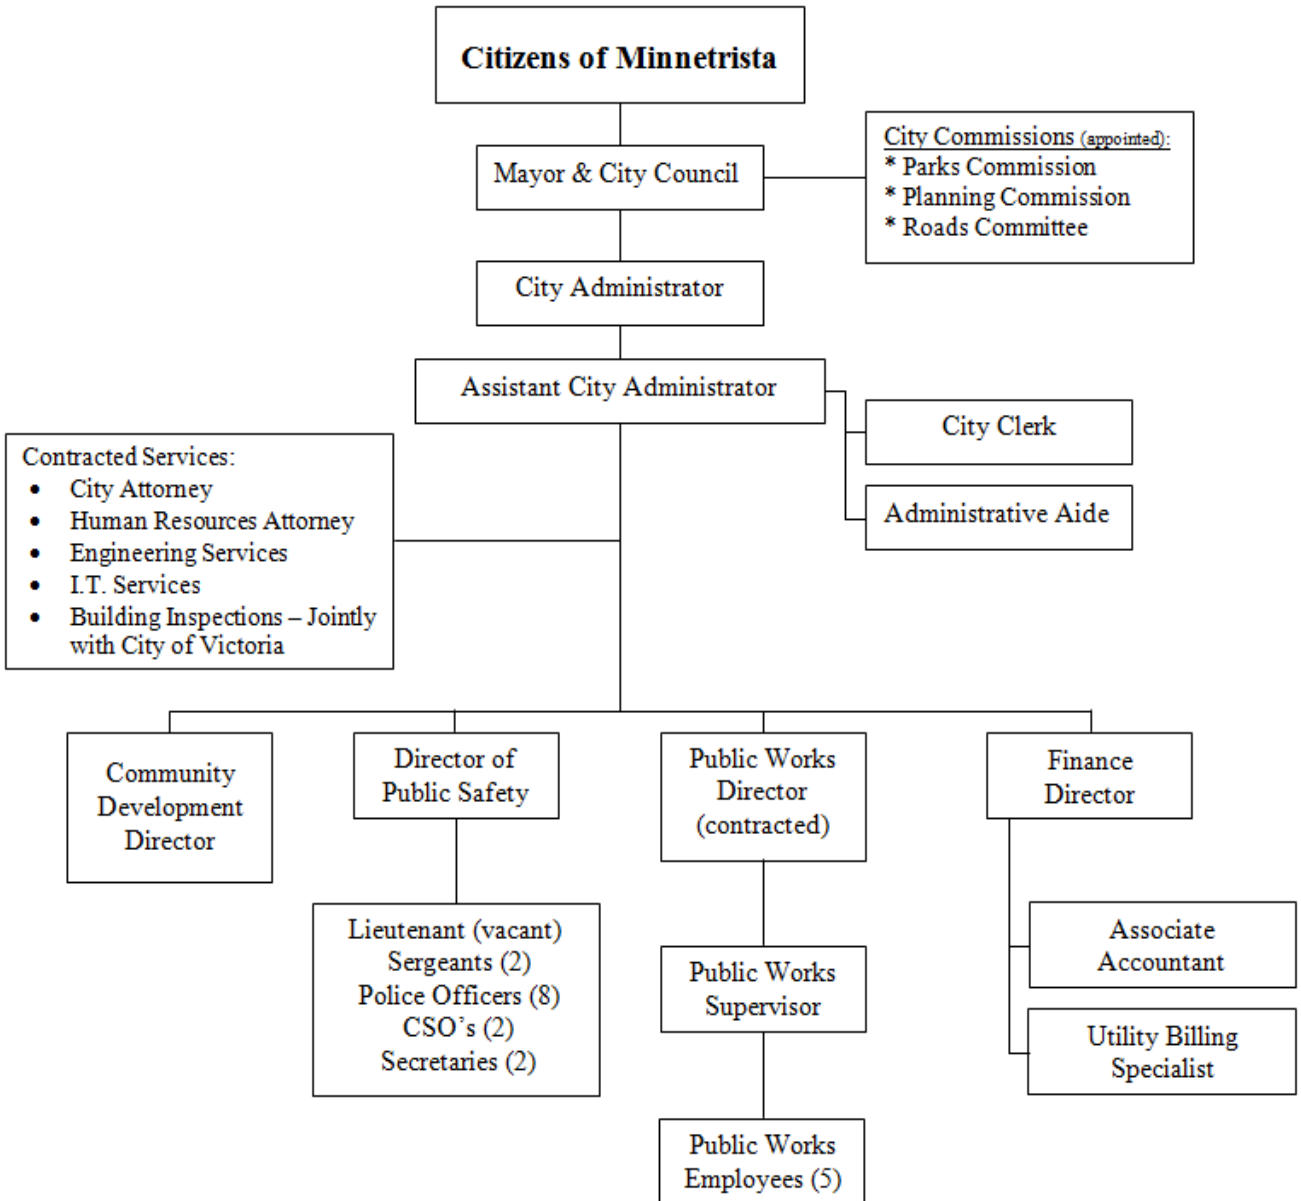 Citizens of Minnetrista
Mayor & City Council
City Commissions (appointed):
* Parks Commission
* Planning Commission
* Roads Committee
City Administrator
Assistant City Administrator
City Clerk
Administrative Aide
Contracted Services:
• City Attorney
• Human Resources Attorney
• Engineering Services
• I.T. Services
• Building Inspections – Jointly
with City of Victoria
Community
Development
Director
Director of
Public Safety
Lieutenant (vacant)
Sergeants (2)
Police Officers (8)
CSO’s (2)
Secretaries (2)
Public Works
Director
(contracted)
Public Works
Supervisor
Public Works
Employees (5)
Finance
Director
Associate
Accountant
Utility Billing
Specialist